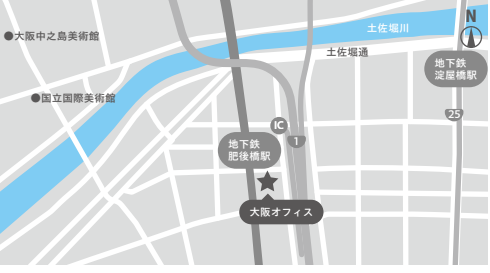 N
土佐堀川
●大阪中之島美術館
土佐堀通
地下鉄
淀屋橋駅
●国立国際美術館
25
IC
1
地下鉄
肥後橋駅
大阪オフィス